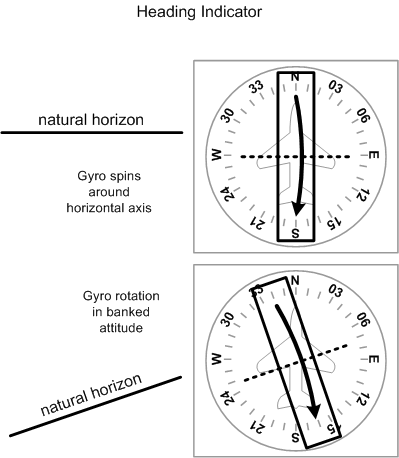 Heading Indicator
natural horizon
Gyro spins
around
horizontal axis
N
03
06
E
12
15
S
21
24
W
30
33
Gyro rotation
in banked
attitude
natural horizon
N
03
06
E
12
15
S
21
24
W
30
33